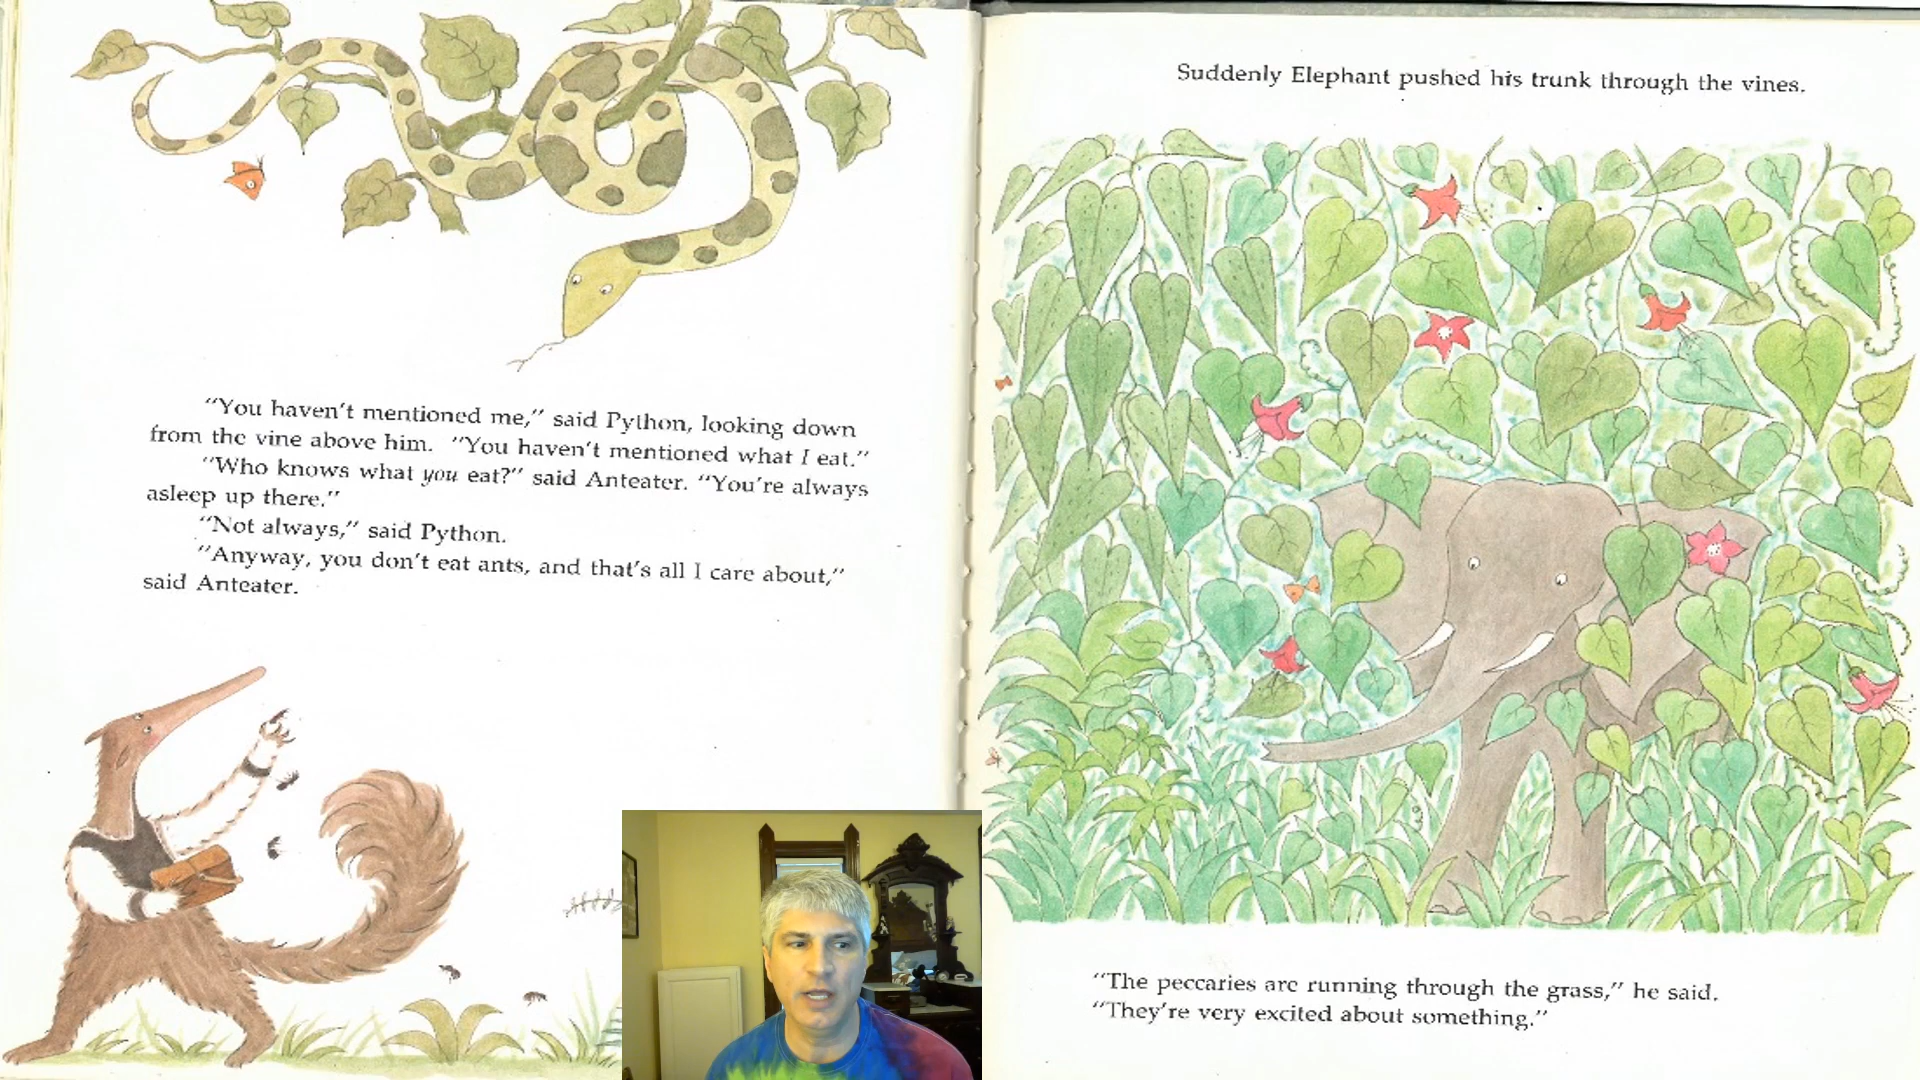 "You haven't mentioned me," said Python, looking down
from the vine above him. "You haven't mentioned what I eat."
"Who knows what you eat?" said Anteater. "You're always
asleep up there."
"Not always," said Python.
"Anyway, you don't eat ants, and that's all I care about,"
said Anteater.
Suddenly Elephant pushed his trunk through the vines.
"The peccaries are running through the grass," he said.
"They're very excited about something."